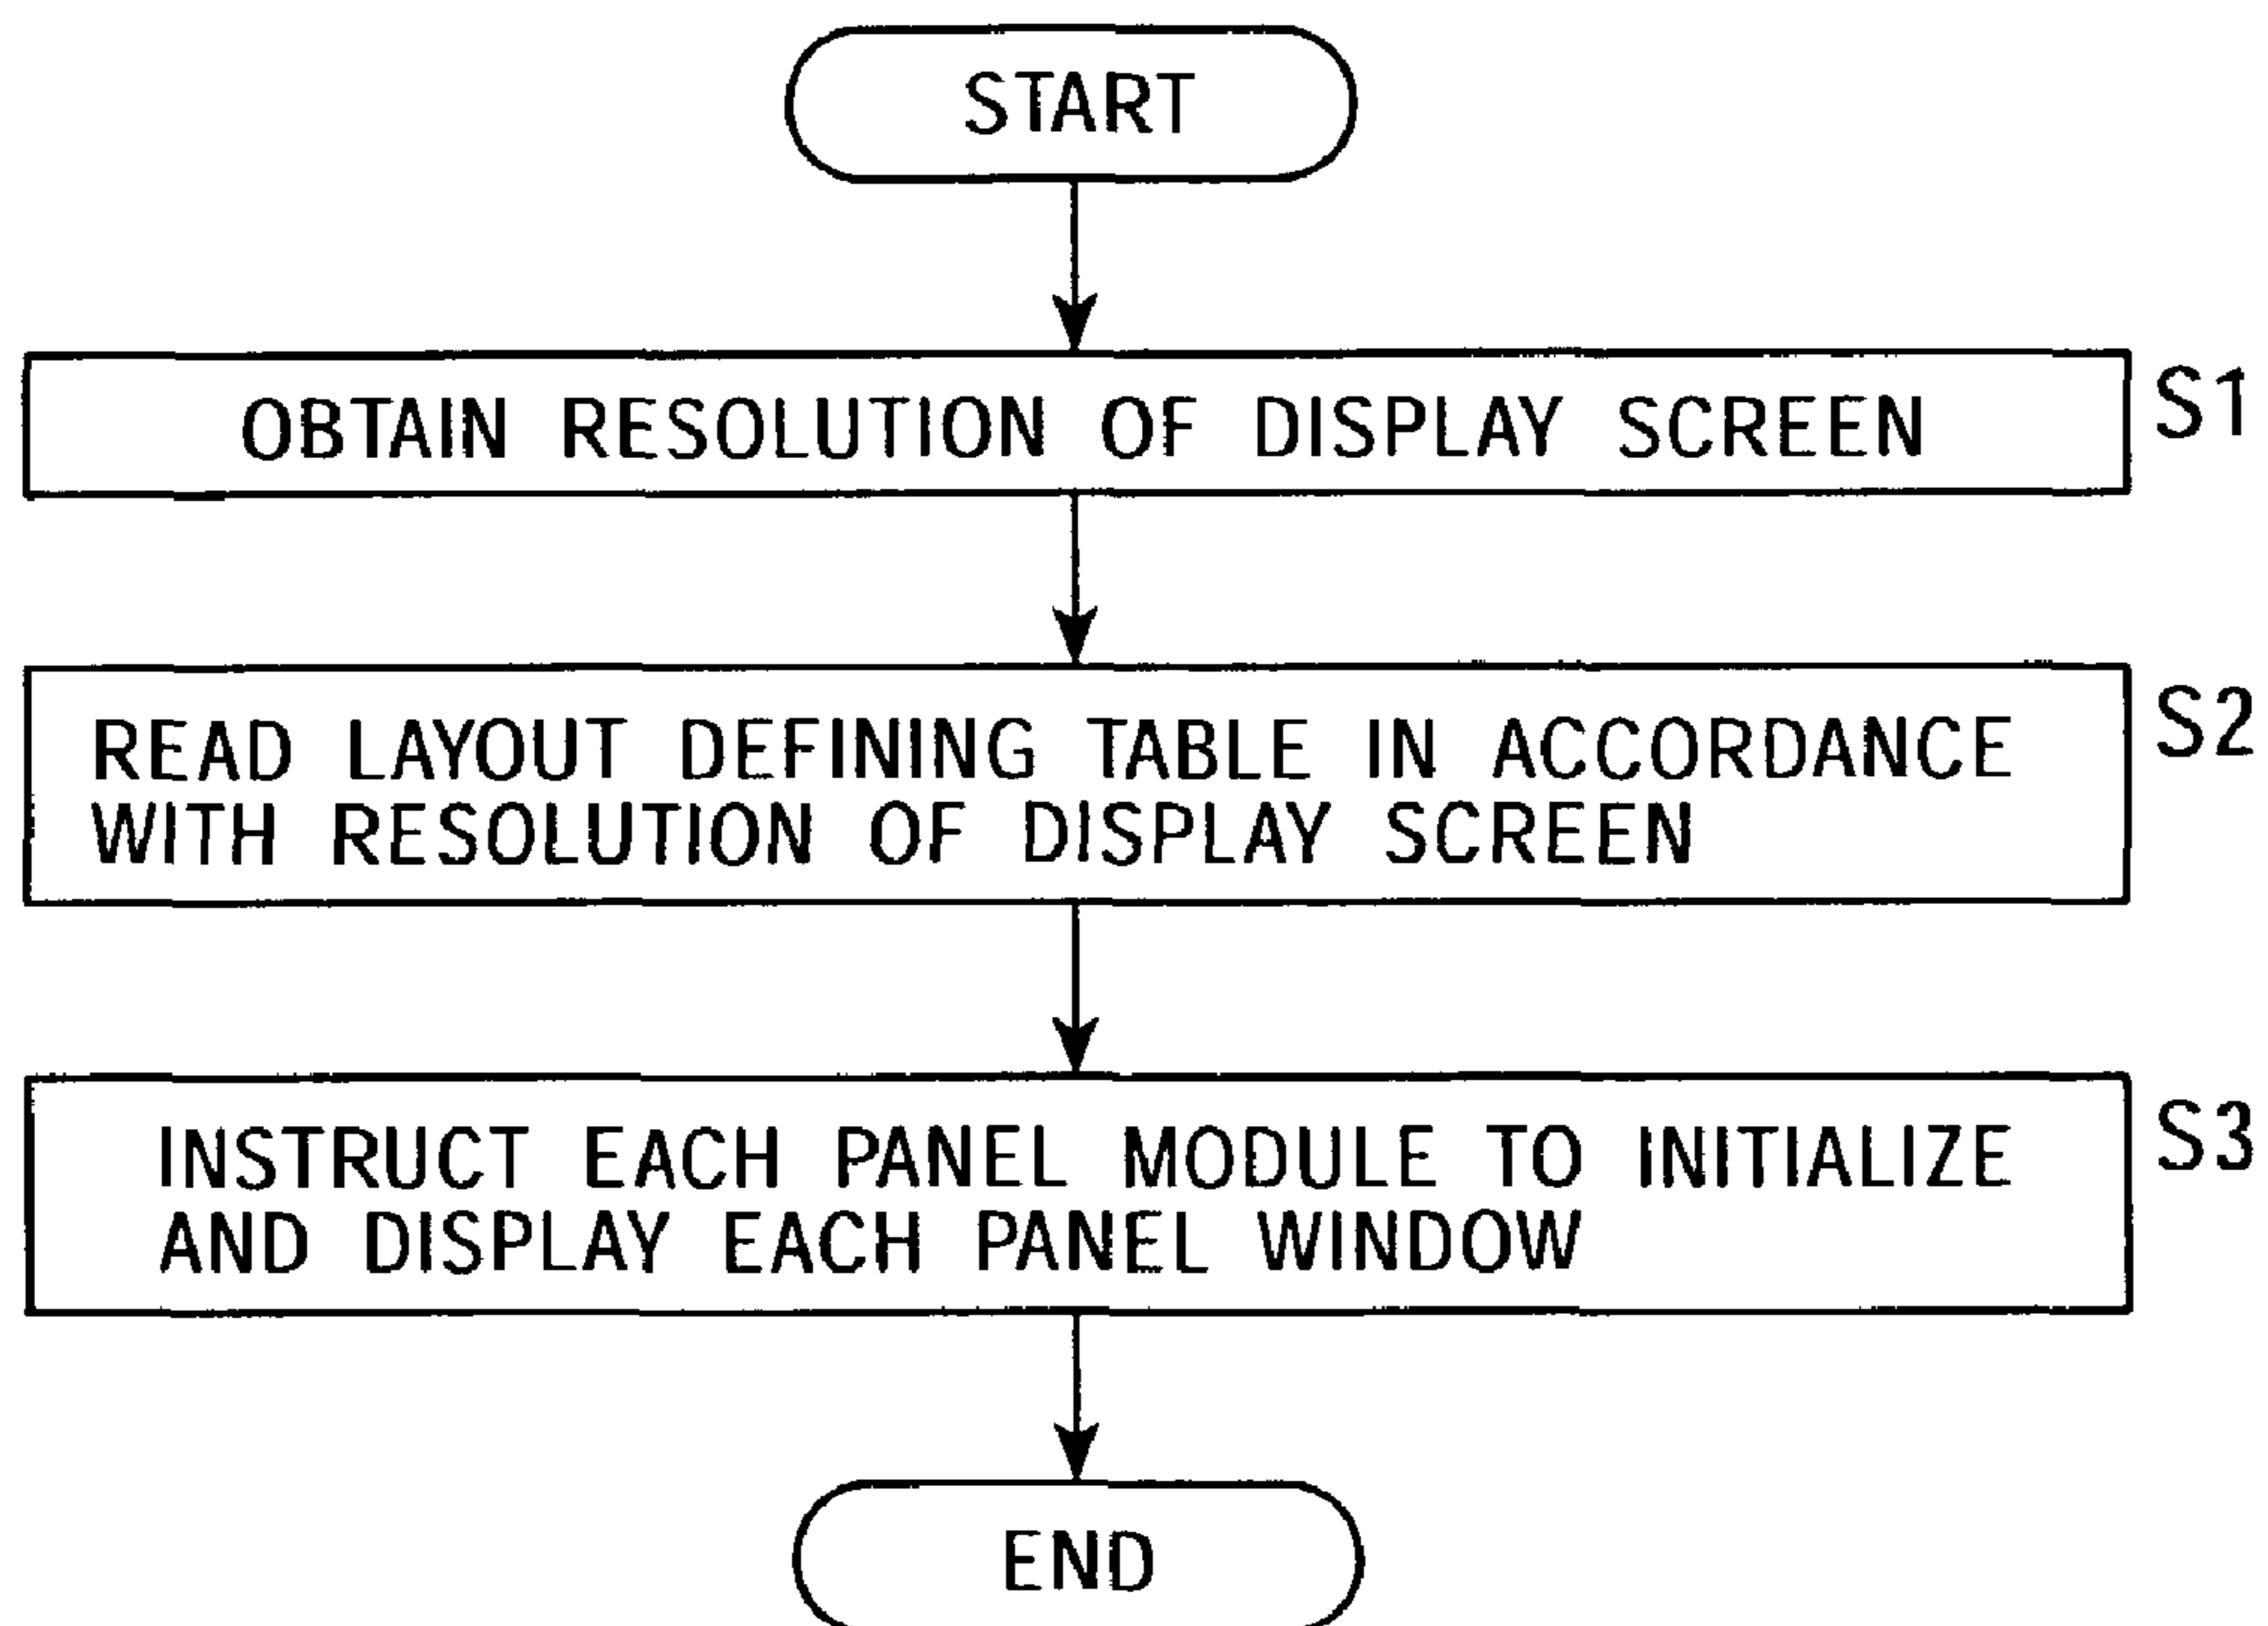 START
OBTAIN RESOLUTION OF DISPLAY SCREEN
S1
READ LAYOUT DEFINING TABLE IN ACCORDANCE
WITH RESOLUTION OF DISPLAY SCREEN
S2
INSTRUCT EACH PANEL MODULE TO INITIALIZE
AND DISPLAY EACH PANEL WINDOW
S3
END